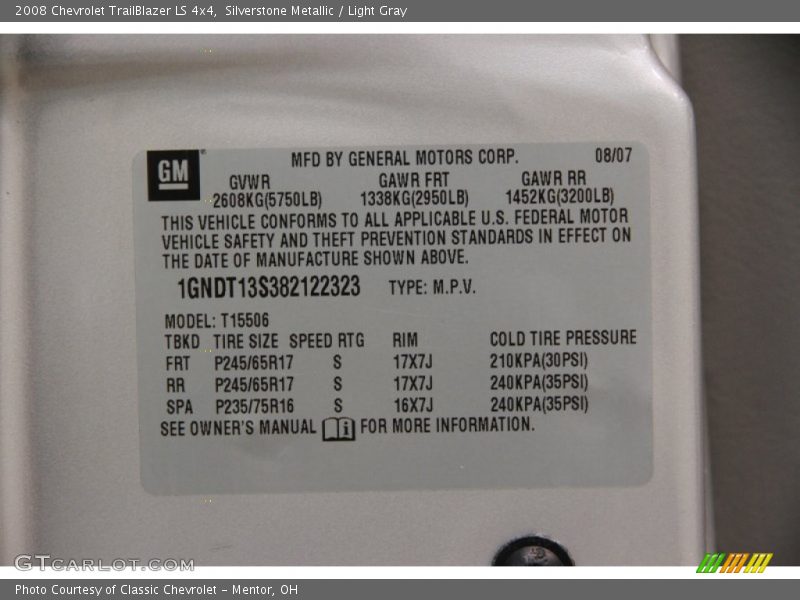 2008 Chevrolet TrailBlazer LS 4x4, Silverstone Metallic / Light Gray
GM
MFD BY GENERAL MOTORS CORP. 08/07
GVWR GAWR FRT GAWR RR
2608KG(5750LB) 1338KG(2950LB) 1452KG(3200LB)
THIS VEHICLE CONFORMS TO ALL APPLICABLE U.S. FEDERAL MOTOR
VEHICLE SAFETY AND THEFT PREVENTION STANDARDS IN EFFECT ON
THE DATE OF MANUFACTURE SHOWN ABOVE.
1GNDT13S382122323 TYPE: M.P.V.
MODEL: T15506
TBKD TIRE SIZE SPEED RTG RIM COLD TIRE PRESSURE
FRT P245/65R17 S 17X7J 210KPA(30PSI)
RR P245/65R17 S 17X7J 240KPA(35PSI)
SPA P235/75R16 S 16X7J 240KPA(35PSI)
SEE OWNER'S MANUAL i FOR MORE INFORMATION.
GTCARLOT.COM
Photo Courtesy of Classic Chevrolet - Mentor, OH